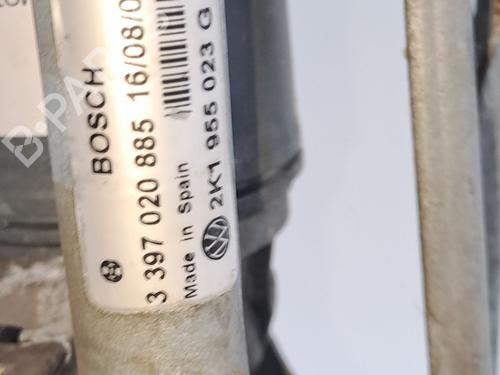 BOSCH
3 397 020 885 16/08/0
Made in Spain
2K1 955 023 G